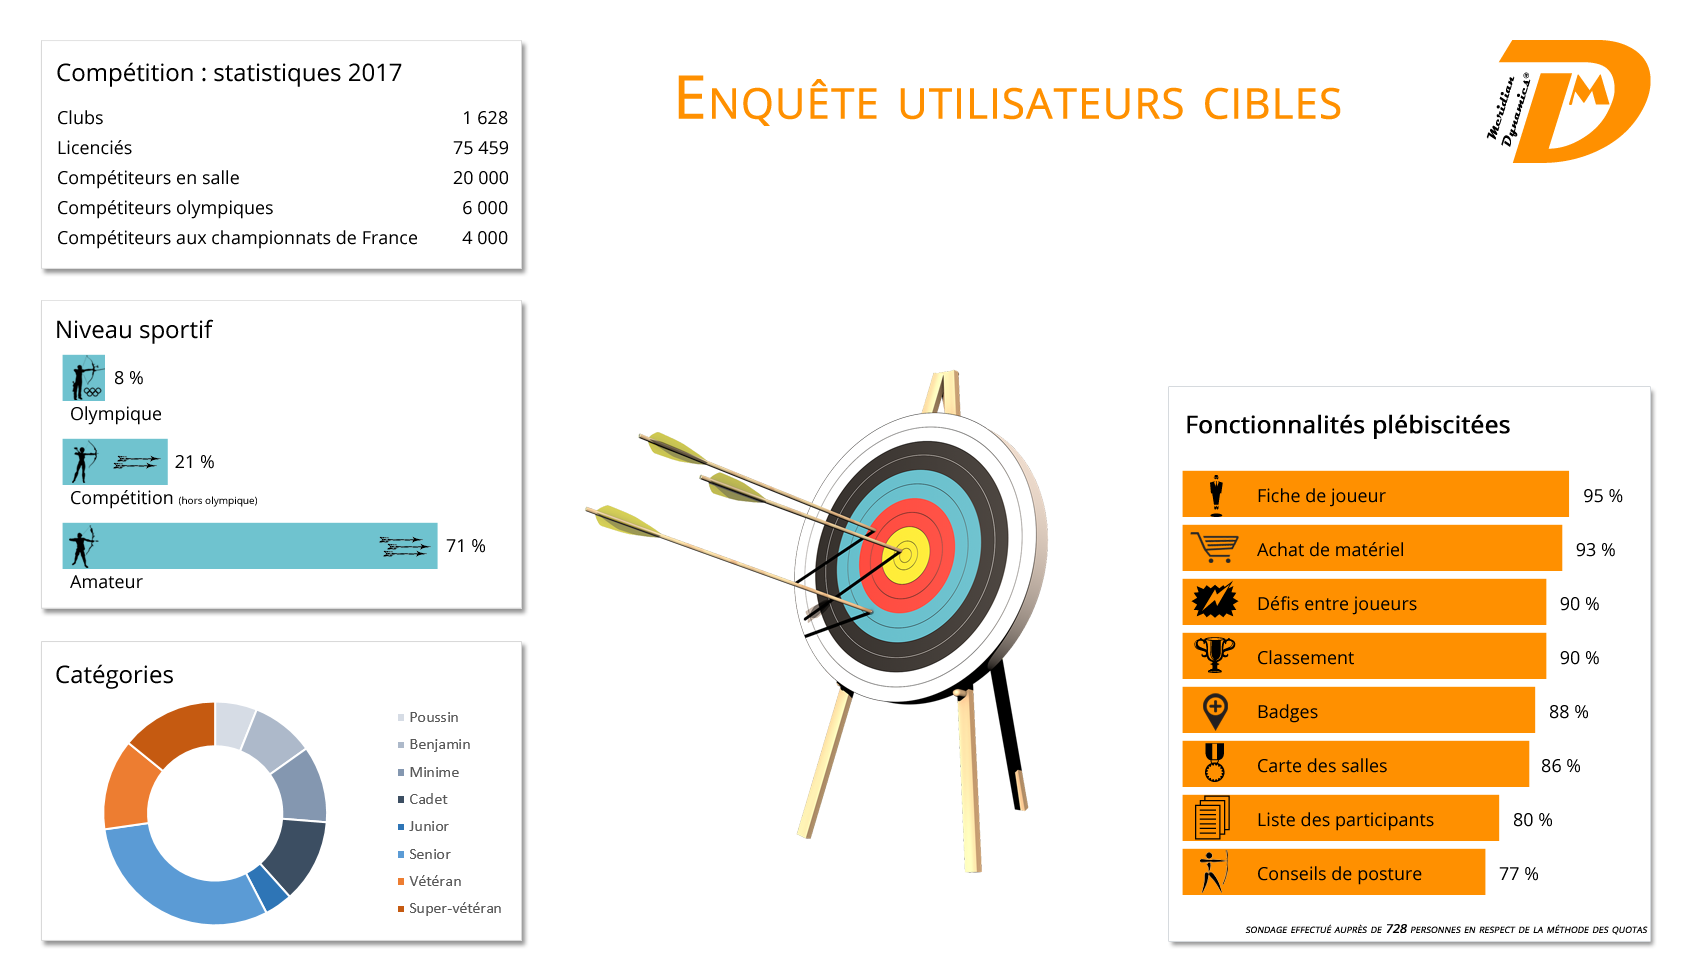 Compétition : statistiques 2017
Clubs 1 628
Licenciés 75 459
Compétiteurs en salle 20 000
Compétiteurs olympiques 6 000
Compétiteurs aux championnats de France 4 000
Enquête utilisateurs cibles
Meridian
Dynamics®
DM
Niveau sportif
8 %
Olympique
21 %
Compétition (hors olympique)
71 %
Amateur
Catégories
Poussin
Benjamin
Minime
Cadet
Junior
Senior
Vétéran
Super-vétéran
Fonctionnalités plébiscitées
Fiche de joueur 95 %
Achat de matériel 93 %
Défis entre joueurs 90 %
Classement 90 %
Badges 88 %
Carte des salles 86 %
Liste des participants 80 %
Conseils de posture 77 %
SONDAGE EFFECTUÉ AUPRÈS DE 728 PERSONNES EN RESPECT DE LA MÉTHODE DES QUOTAS